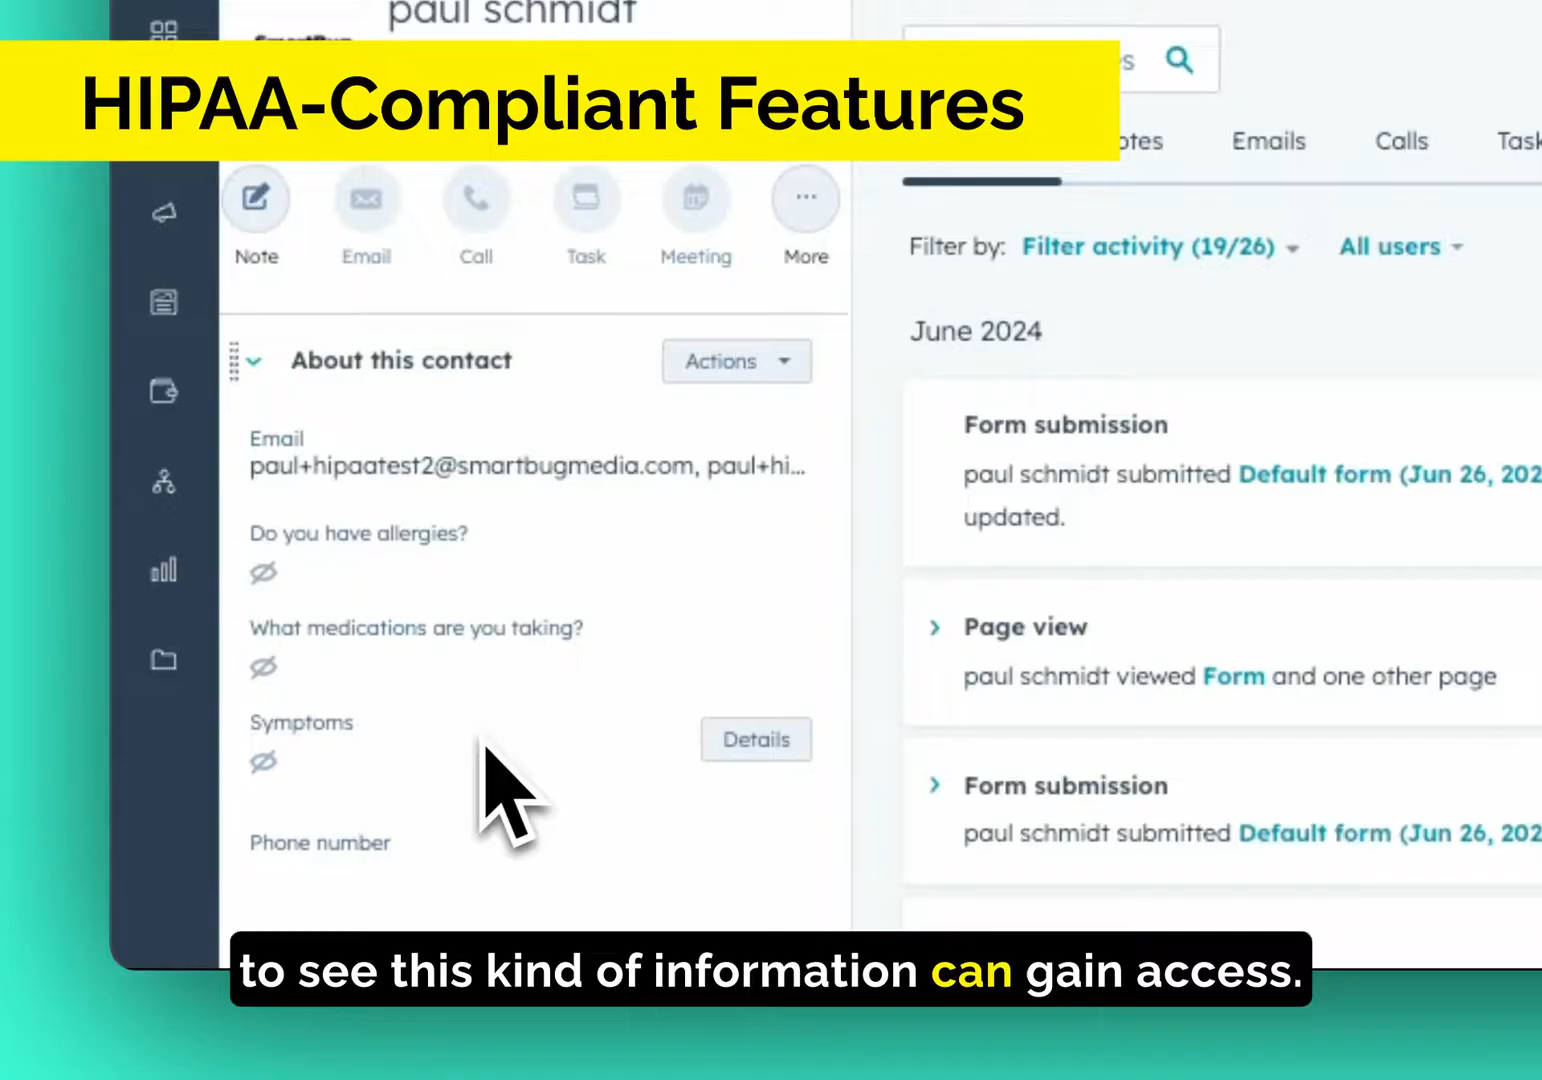 paul schmidt
HIPAA-Compliant Features
Emails
Calls
Note
Email
Call
Task
Meeting
More
Filter by: Filter activity (19/26)
All users
June 2024
About this contact
Actions
Email
paul+hipaatest2@smartbugmedia.com, paul+hi...
Do you have allergies?
What medications are you taking?
Symptoms
Details
Phone number
Form submission
paul schmidt submitted Default form (Jun 26, 202
updated.
Page view
paul schmidt viewed Form and one other page
Form submission
paul schmidt submitted Default form (Jun 26, 202
to see this kind of information can gain access.